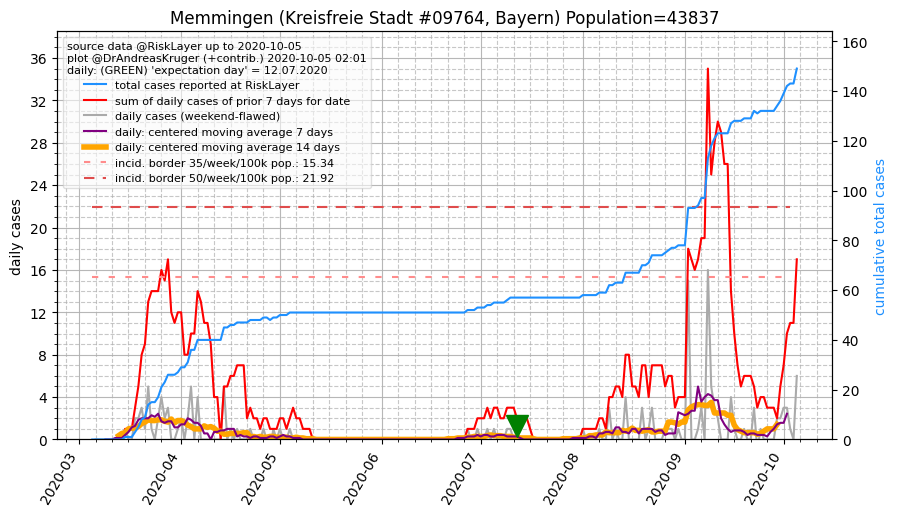 Memmingen (Kreisfreie Stadt #09764, Bayern) Population=43837
source data @RiskLayer up to 2020-10-05
plot @DrAndreasKruger (+contrib.) 2020-10-05 02:01
daily: (GREEN) 'expectation day' = 12.07.2020
total cases reported at RiskLayer
sum of daily cases of prior 7 days for date
daily cases (weekend-flawed)
daily: centered moving average 7 days
daily: centered moving average 14 days
incid. border 35/week/100k pop.: 15.34
incid. border 50/week/100k pop.: 21.92
daily cases
36
32
28
24
20
16
12
8
4
0
160
140
120
100
80
60
40
20
0
cumulative total cases
2020-03
2020-04
2020-05
2020-06
2020-07
2020-08
2020-09
2020-10